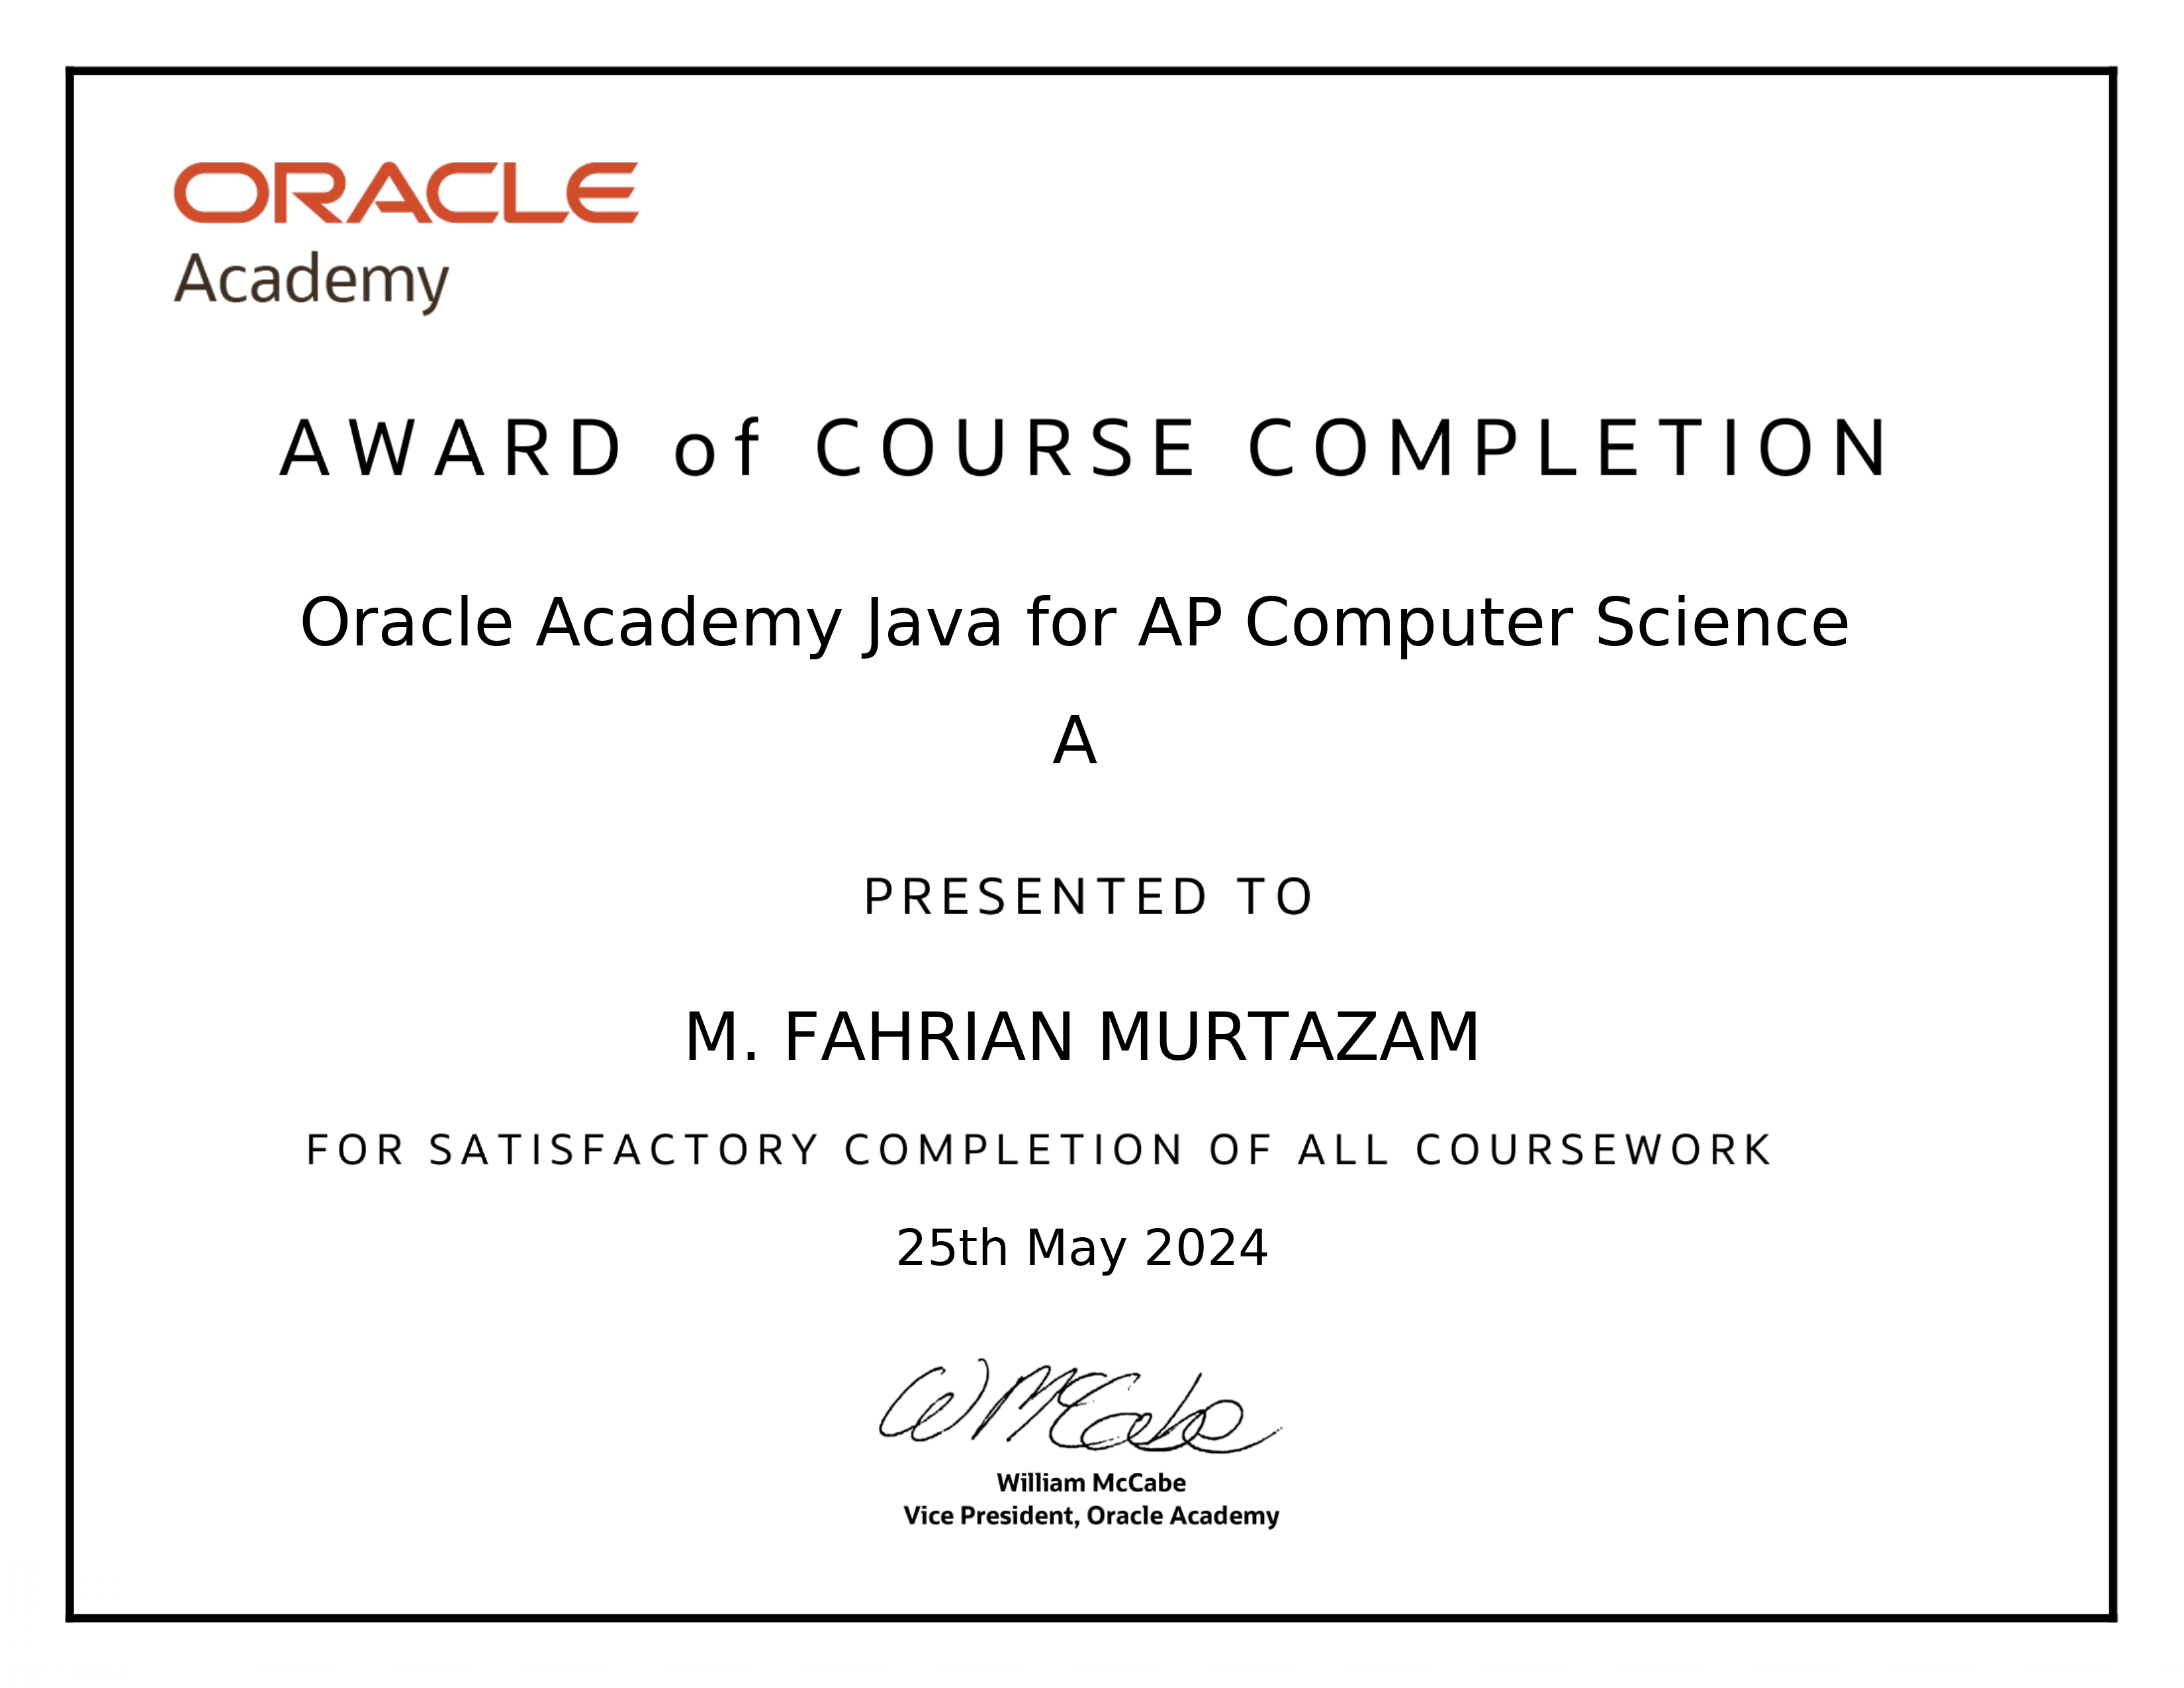 ORACLE
Academy
AWARD of COURSE COMPLETION
Oracle Academy Java for AP Computer Science
A
PRESENTED TO
M. FAHRIAN MURTAZAM
FOR SATISFACTORY COMPLETION OF ALL COURSEWORK
25th May 2024
W McCabe
William McCabe
Vice President, Oracle Academy